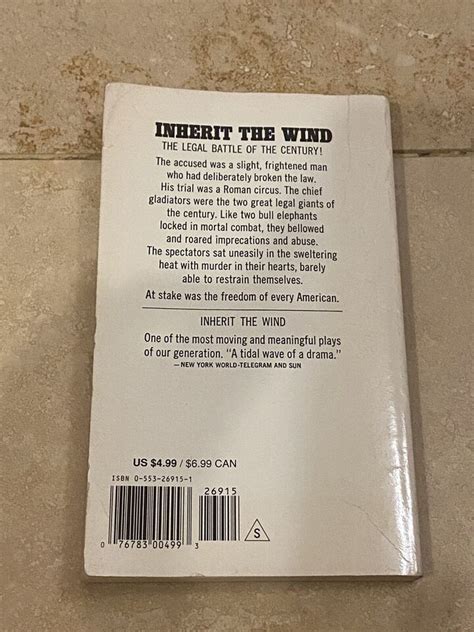 INHERIT THE WIND
THE LEGAL BATTLE OF THE CENTURY!
The accused was a slight, frightened man
who had deliberately broken the law.
His trial was a Roman circus. The chief
gladiators were the two great legal giants of
the century. Like two bull elephants
locked in mortal combat, they bellowed
and roared imprecations and abuse.
The spectators sat uneasily in the sweltering
heat with murder in their hearts, barely
able to restrain themselves.
At stake was the freedom of every American.
INHERIT THE WIND
One of the most moving and meaningful plays
of our generation. “A tidal wave of a drama.”
— NEW YORK WORLD-TELEGRAM AND SUN
US $4.99 / $6.99 CAN
ISBN 0-553-26915-1
26915
S
0 76783 00499 3